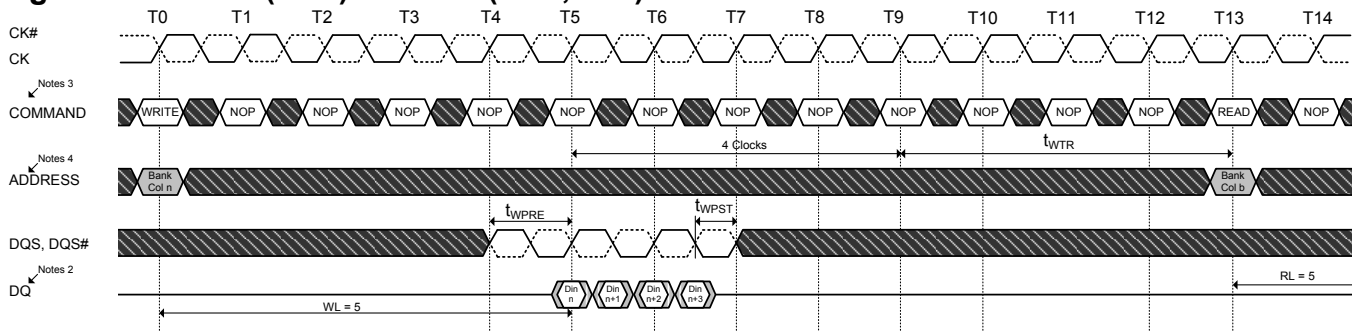 T0 T1 T2 T3 T4 T5 T6 T7 T8 T9 T10 T11 T12 T13 T14
CK#
CK
Notes 3
COMMAND WRITE NOP NOP NOP NOP NOP NOP NOP NOP NOP NOP NOP NOP READ NOP
4 Clocks tWTR
Notes 4
ADDRESS Bank Col n Bank Col b
tWPRE tWPST
DQS, DQS#
Notes 2
DQ Din n Din n+1 Din n+2 Din n+3
RL = 5
WL = 5